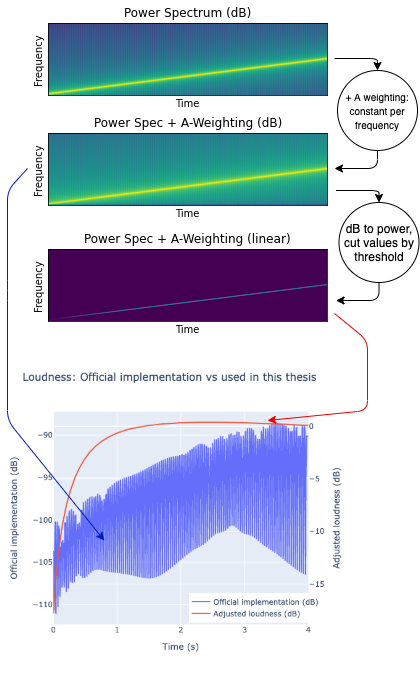 Power Spectrum (dB)
Frequency
Time
+ A weighting:
constant per
frequency
Power Spec + A-Weighting (dB)
Frequency
Time
dB to power,
cut values by
threshold
Power Spec + A-Weighting (linear)
Frequency
Time
Loudness: Official implementation vs used in this thesis
Official implementation (dB)
−90
−95
−100
−105
−110
0
−5
−10
−15
Adjusted loudness (dB)
Official implementation (dB)
Adjusted loudness (dB)
0 1 2 3 4
Time (s)